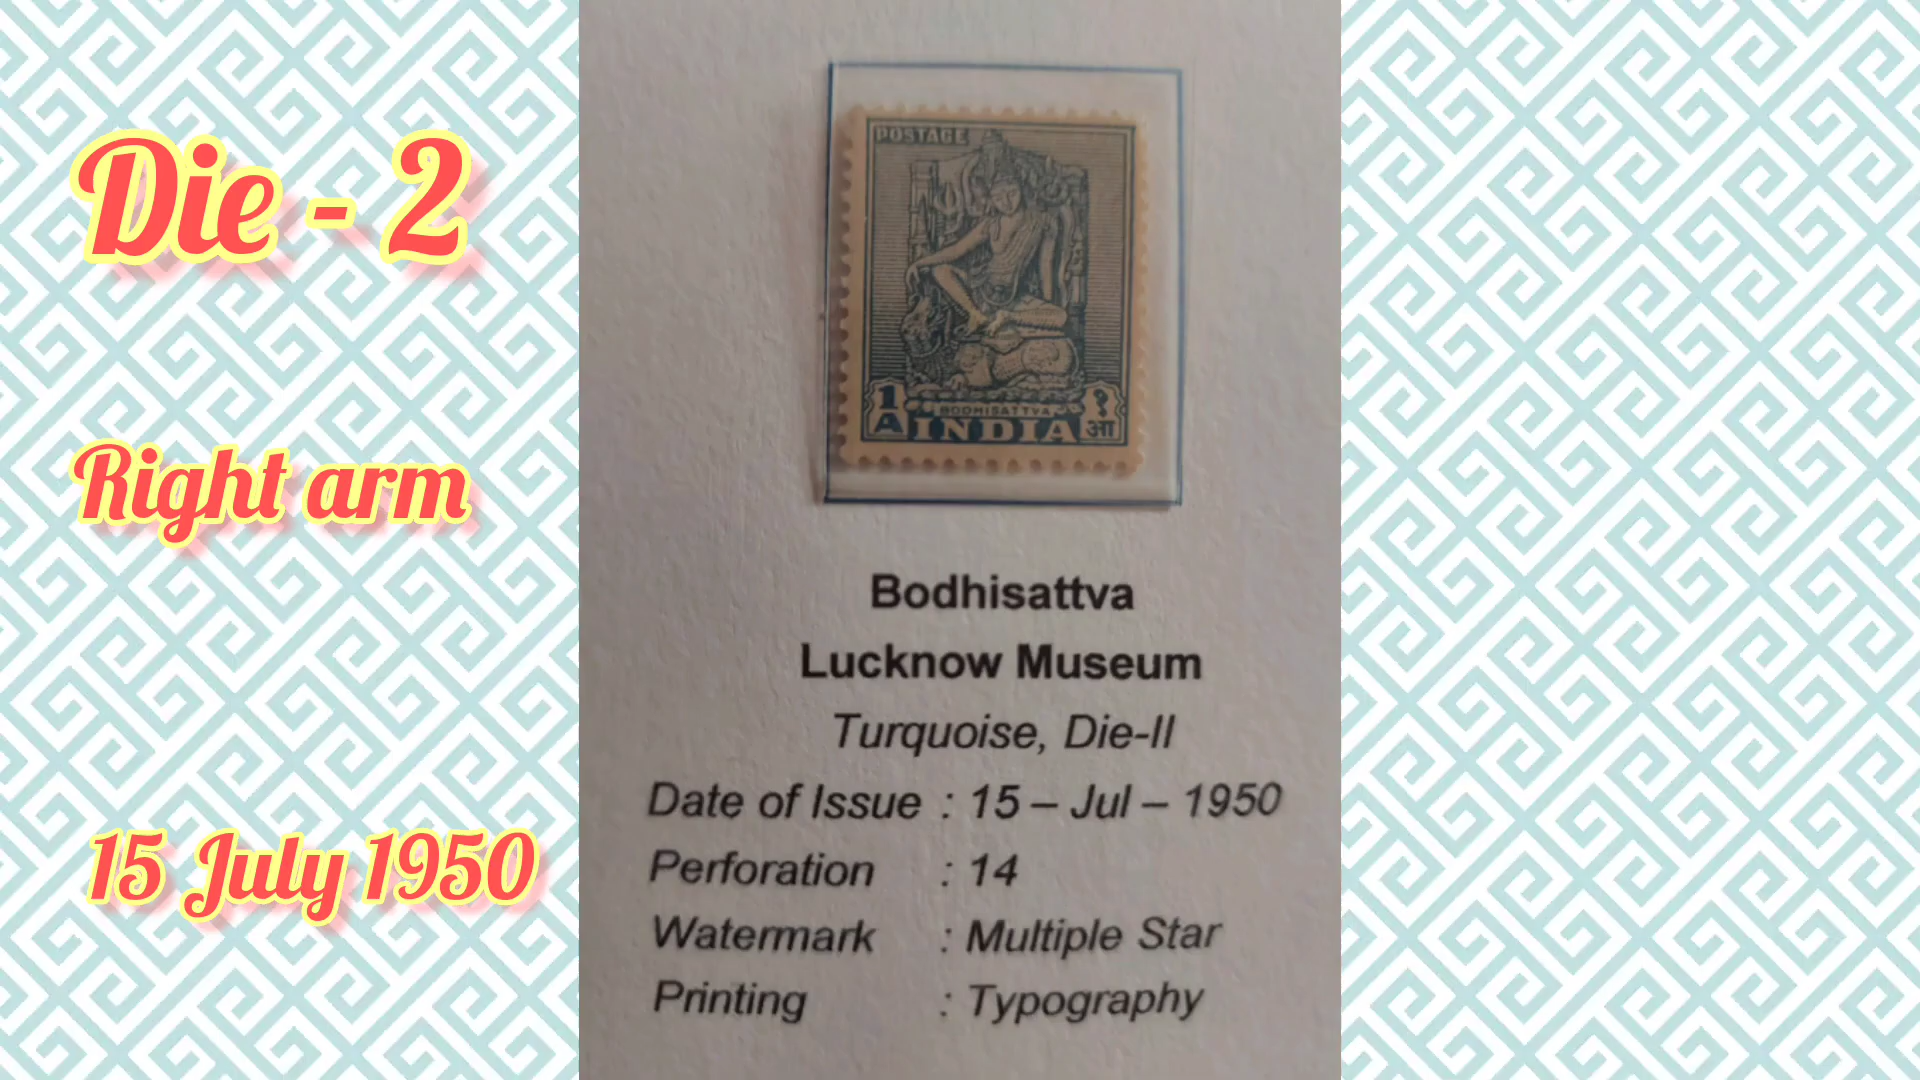 Die - 2
Right arm
15 July 1950
POSTAGE
1
A
BODHISATTVA
INDIA
१
आ
Bodhisattva
Lucknow Museum
Turquoise, Die-II
Date of Issue : 15 – Jul – 1950
Perforation : 14
Watermark : Multiple Star
Printing : Typography